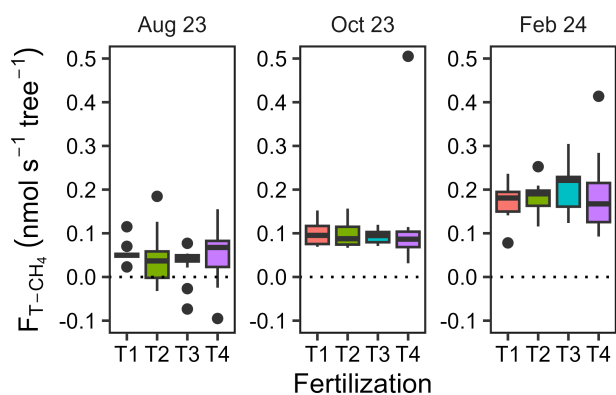 Aug 23 Oct 23 Feb 24
F_T−CH₄ (nmol s⁻¹ tree⁻¹)
0.5 0.5 0.5
0.4 0.4 0.4
0.3 0.3 0.3
0.2 0.2 0.2
0.1 0.1 0.1
0.0 0.0 0.0
-0.1 -0.1 -0.1
T1 T2 T3 T4 T1 T2 T3 T4 T1 T2 T3 T4
Fertilization